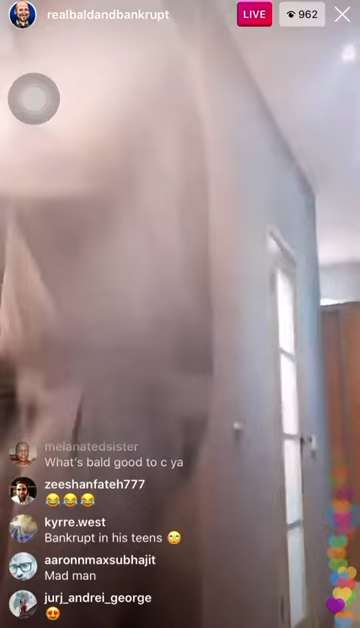 realbaldandbankrupt
LIVE
962
melanatedsister
What's bald good to c ya
zeeshanfateh777
😂😂😂
kyrre.west
Bankrupt in his teens 🙄
aaronnmaxsubhajit
Mad man
jurj_andrei_george
😍